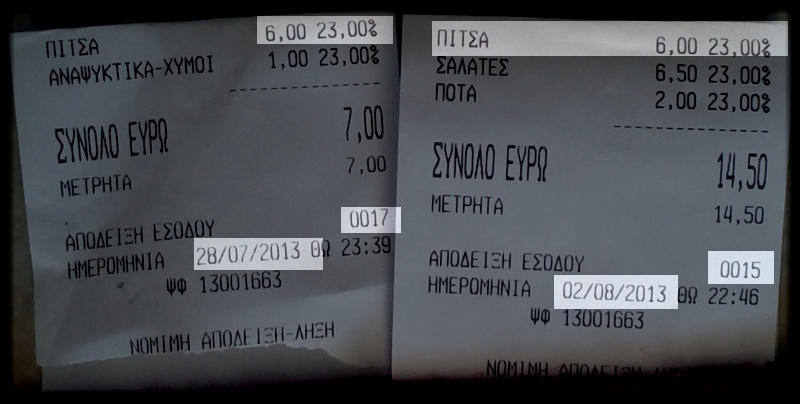 ΠΙΤΣΑ 6,00 23,00%
ΑΝΑΨΥΚΤΙΚΑ-ΧΥΜΟΙ 1,00 23,00%
ΣΥΝΟΛΟ ΕΥΡΩ 7,00
ΜΕΤΡΗΤΑ 7,00
ΑΠΟΔΕΙΞΗ ΕΣΟΔΟΥ 0017
ΗΜΕΡΟΜΗΝΙΑ 28/07/2013 ΘΩ 23:39
ΨΦ 13001663
ΝΟΜΙΜΗ ΑΠΟΔΕΙΞΗ-ΛΗΞΗ
ΠΙΤΣΑ 6,00 23,00%
ΣΑΛΑΤΕΣ 6,50 23,00%
ΠΟΤΑ 2,00 23,00%
ΣΥΝΟΛΟ ΕΥΡΩ 14,50
ΜΕΤΡΗΤΑ 14,50
ΑΠΟΔΕΙΞΗ ΕΣΟΔΟΥ 0015
ΗΜΕΡΟΜΗΝΙΑ 02/08/2013 ΘΩ 22:46
ΨΦ 13001663
ΝΟΜΙΜΗ ΑΠΟΔΕΙΞΗ-ΛΗΞΗ